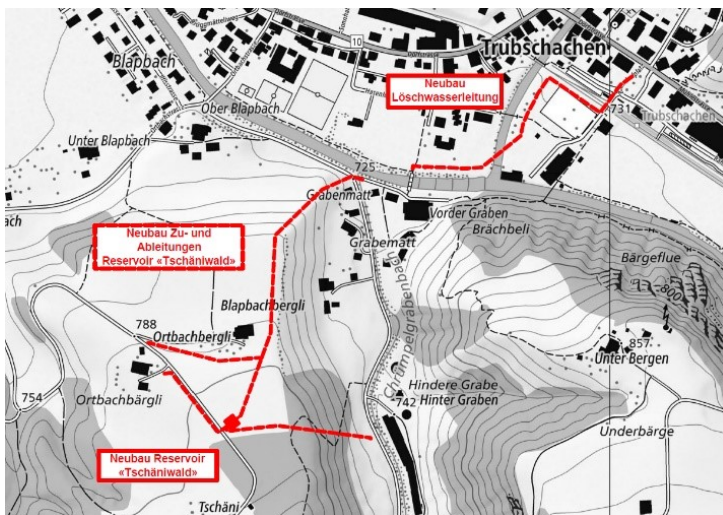 Trubschachen
10
Blapbach
Neubau
Löschwasserleitung
Ober Blapbach
731
Trubschachen
Unter Blapbach
725
Grabenmatt
Vorder Graben
Brächbeli
Neubau Zu- und
Ableitungen
Reservoir «Tschäniwald»
Grabematt
Bärgeflue
800
Blapbachbergli
Chrümpelgrabenbach
788
Ortbachbergli
857
Unter Bergen
754
Ortbachbärgli
Hindere Grabe
742 Hinter Graben
Underbärge
Neubau Reservoir
«Tschäniwald»
Tschäni